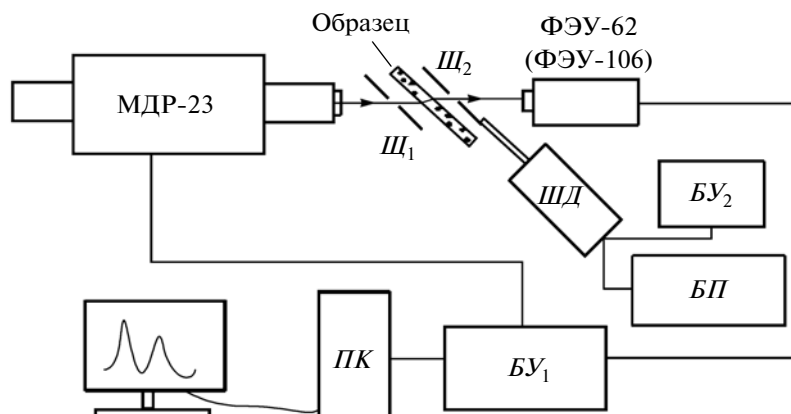 Образец
ФЭУ-62
(ФЭУ-106)
Щ₂
МДР-23
Щ₁
ШД
БУ₂
БП
ПК
БУ₁